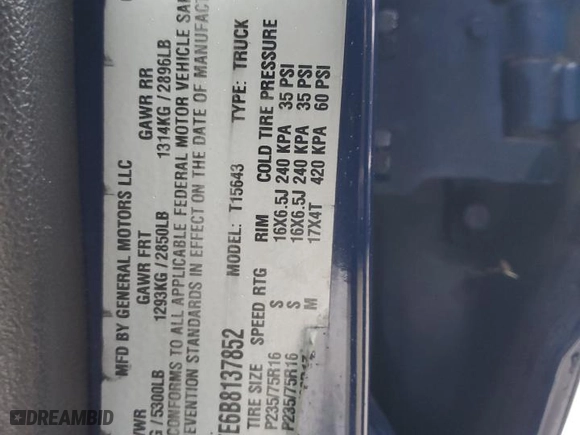 MFD BY GENERAL MOTORS LLC
VWR GAWR FRT GAWR RR
G/5300LB 1293KG/2850LB 1314KG/2896LB
CONFORMS TO ALL APPLICABLE FEDERAL MOTOR VEHICLE SAF
EVENTION STANDARDS IN EFFECT ON THE DATE OF MANUFACT
E6B8137852 MODEL: T15643 TYPE: TRUCK
TIRE SIZE SPEED RTG RIM COLD TIRE PRESSURE
P235/75R16 S 16X6.5J 240 KPA 35 PSI
P235/75R16 S 16X6.5J 240 KPA 35 PSI
M 17X4T 420 KPA 60 PSI
DREAMBID